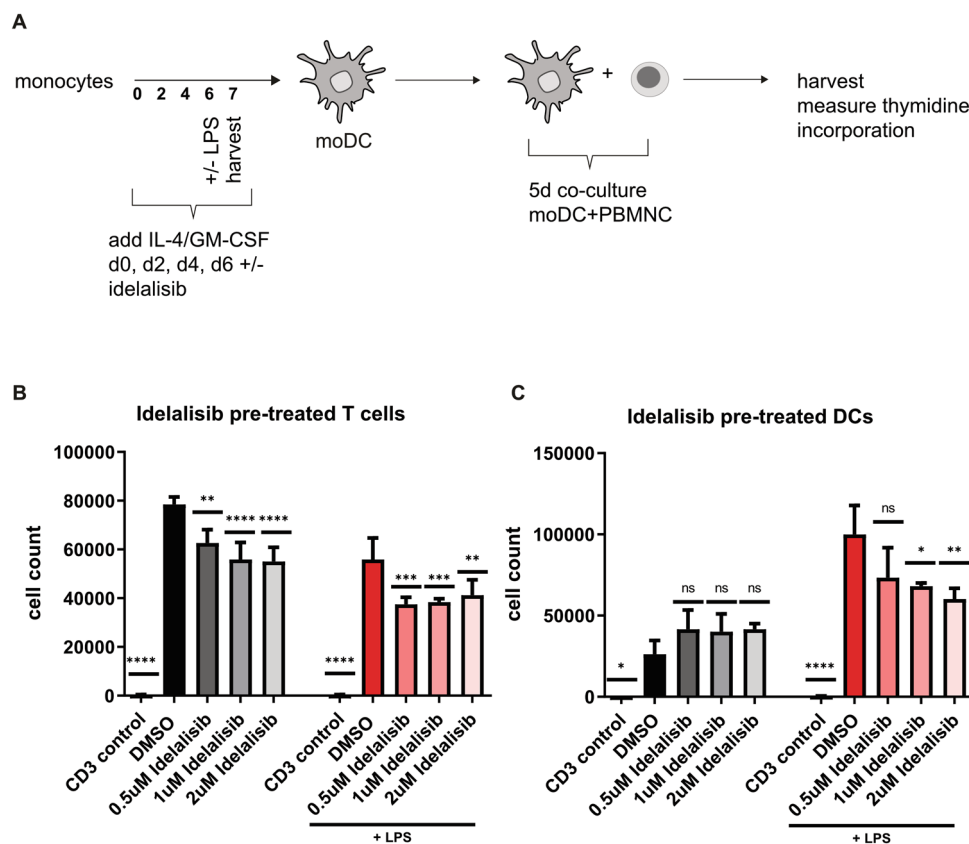 A
monocytes
0 2 4 6 7
+/- LPS
harvest
moDC
+
harvest
measure thymidine
incorporation
add IL-4/GM-CSF
d0, d2, d4, d6 +/-
idelalisib
5d co-culture
moDC+PBMNC
B
Idelalisib pre-treated T cells
cell count
100000
80000
60000
40000
20000
0
****
**
****
****
****
***
***
**
CD3 control
DMSO
0.5uM Idelalisib
1uM Idelalisib
2uM Idelalisib
CD3 control
DMSO
0.5uM Idelalisib
1uM Idelalisib
2uM Idelalisib
+ LPS
C
Idelalisib pre-treated DCs
cell count
150000
100000
50000
0
*
ns
ns
ns
****
ns
*
**
CD3 control
DMSO
0.5uM Idelalisib
1uM Idelalisib
2uM Idelalisib
CD3 control
DMSO
0.5uM Idelalisib
1uM Idelalisib
2uM Idelalisib
+ LPS